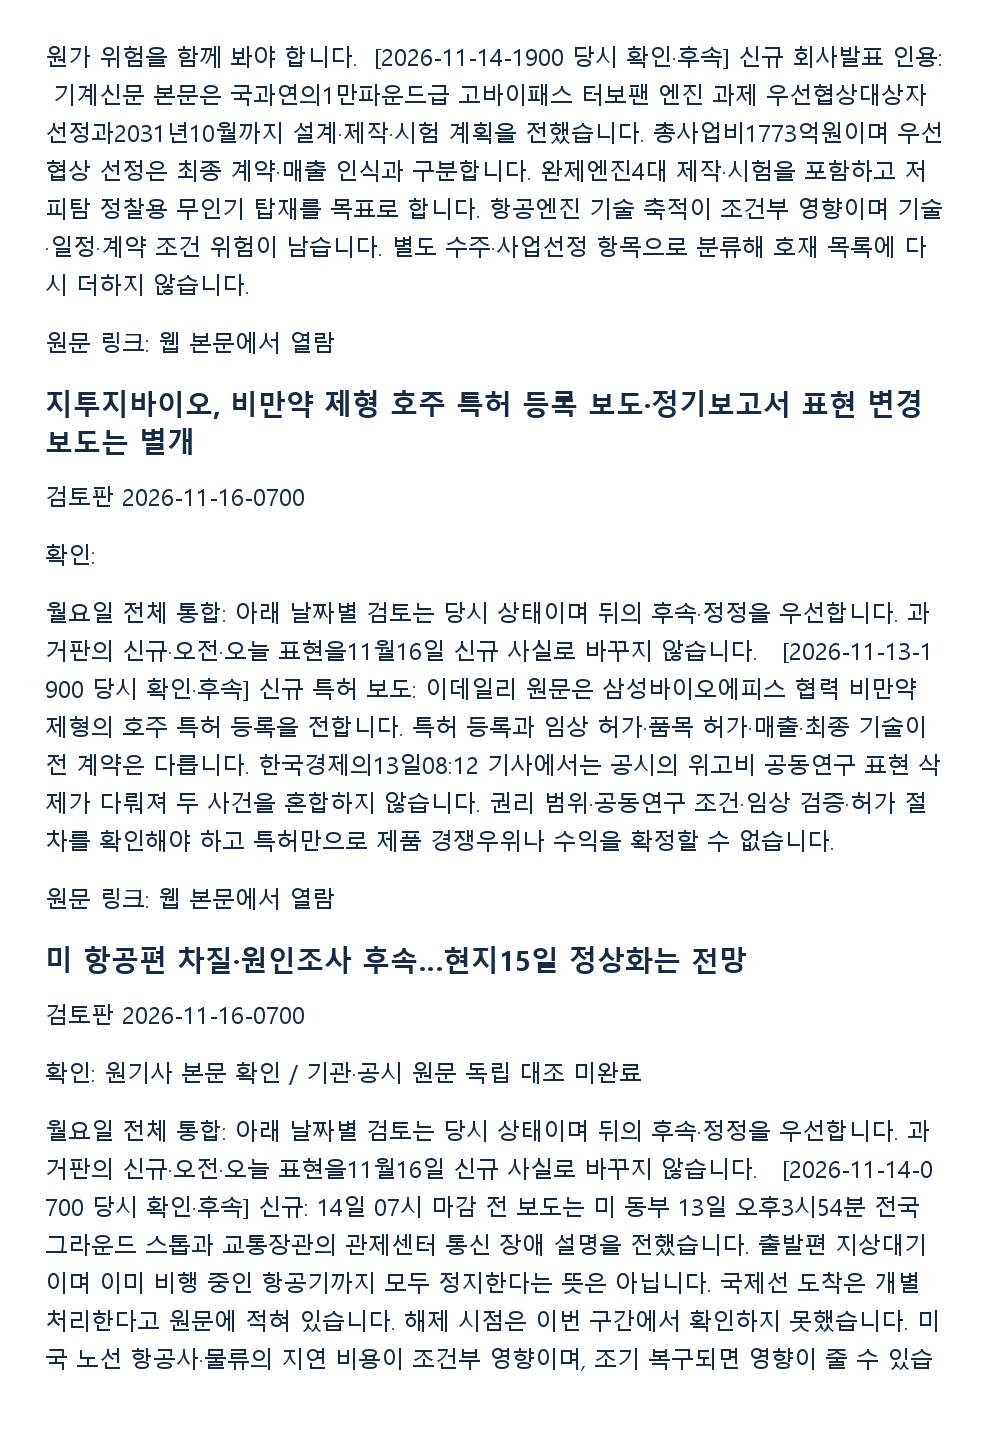 원가 위험을 함께 봐야 합니다.  [2026-11-14-1900 당시 확인·후속] 신규 회사발표 인용:
기계신문 본문은 국과연의1만파운드급 고바이패스 터보팬 엔진 과제 우선협상대상자
선정과2031년10월까지 설계·제작·시험 계획을 전했습니다. 총사업비1773억원이며 우선
협상 선정은 최종 계약·매출 인식과 구분합니다. 완제엔진4대 제작·시험을 포함하고 저
피탐 정찰용 무인기 탑재를 목표로 합니다. 항공엔진 기술 축적이 조건부 영향이며 기술
·일정·계약 조건 위험이 남습니다. 별도 수주·사업선정 항목으로 분류해 호재 목록에 다
시 더하지 않습니다.
원문 링크: 웹 본문에서 열람
지투지바이오, 비만약 제형 호주 특허 등록 보도·정기보고서 표현 변경
보도는 별개
검토판 2026-11-16-0700
확인:
월요일 전체 통합: 아래 날짜별 검토는 당시 상태이며 뒤의 후속·정정을 우선합니다. 과
거판의 신규·오전·오늘 표현을11월16일 신규 사실로 바꾸지 않습니다.   [2026-11-13-1
900 당시 확인·후속] 신규 특허 보도: 이데일리 원문은 삼성바이오에피스 협력 비만약
제형의 호주 특허 등록을 전합니다. 특허 등록과 임상 허가·품목 허가·매출·최종 기술이
전 계약은 다릅니다. 한국경제의13일08:12 기사에서는 공시의 위고비 공동연구 표현 삭
제가 다뤄져 두 사건을 혼합하지 않습니다. 권리 범위·공동연구 조건·임상 검증·허가 절
차를 확인해야 하고 특허만으로 제품 경쟁우위나 수익을 확정할 수 없습니다.
원문 링크: 웹 본문에서 열람
미 항공편 차질·원인조사 후속…현지15일 정상화는 전망
검토판 2026-11-16-0700
확인: 원기사 본문 확인 / 기관·공시 원문 독립 대조 미완료
월요일 전체 통합: 아래 날짜별 검토는 당시 상태이며 뒤의 후속·정정을 우선합니다. 과
거판의 신규·오전·오늘 표현을11월16일 신규 사실로 바꾸지 않습니다.   [2026-11-14-0
700 당시 확인·후속] 신규: 14일 07시 마감 전 보도는 미 동부 13일 오후3시54분 전국
그라운드 스톱과 교통장관의 관제센터 통신 장애 설명을 전했습니다. 출발편 지상대기
이며 이미 비행 중인 항공기까지 모두 정지한다는 뜻은 아닙니다. 국제선 도착은 개별
처리한다고 원문에 적혀 있습니다. 해제 시점은 이번 구간에서 확인하지 못했습니다. 미
국 노선 항공사·물류의 지연 비용이 조건부 영향이며, 조기 복구되면 영향이 줄 수 있습